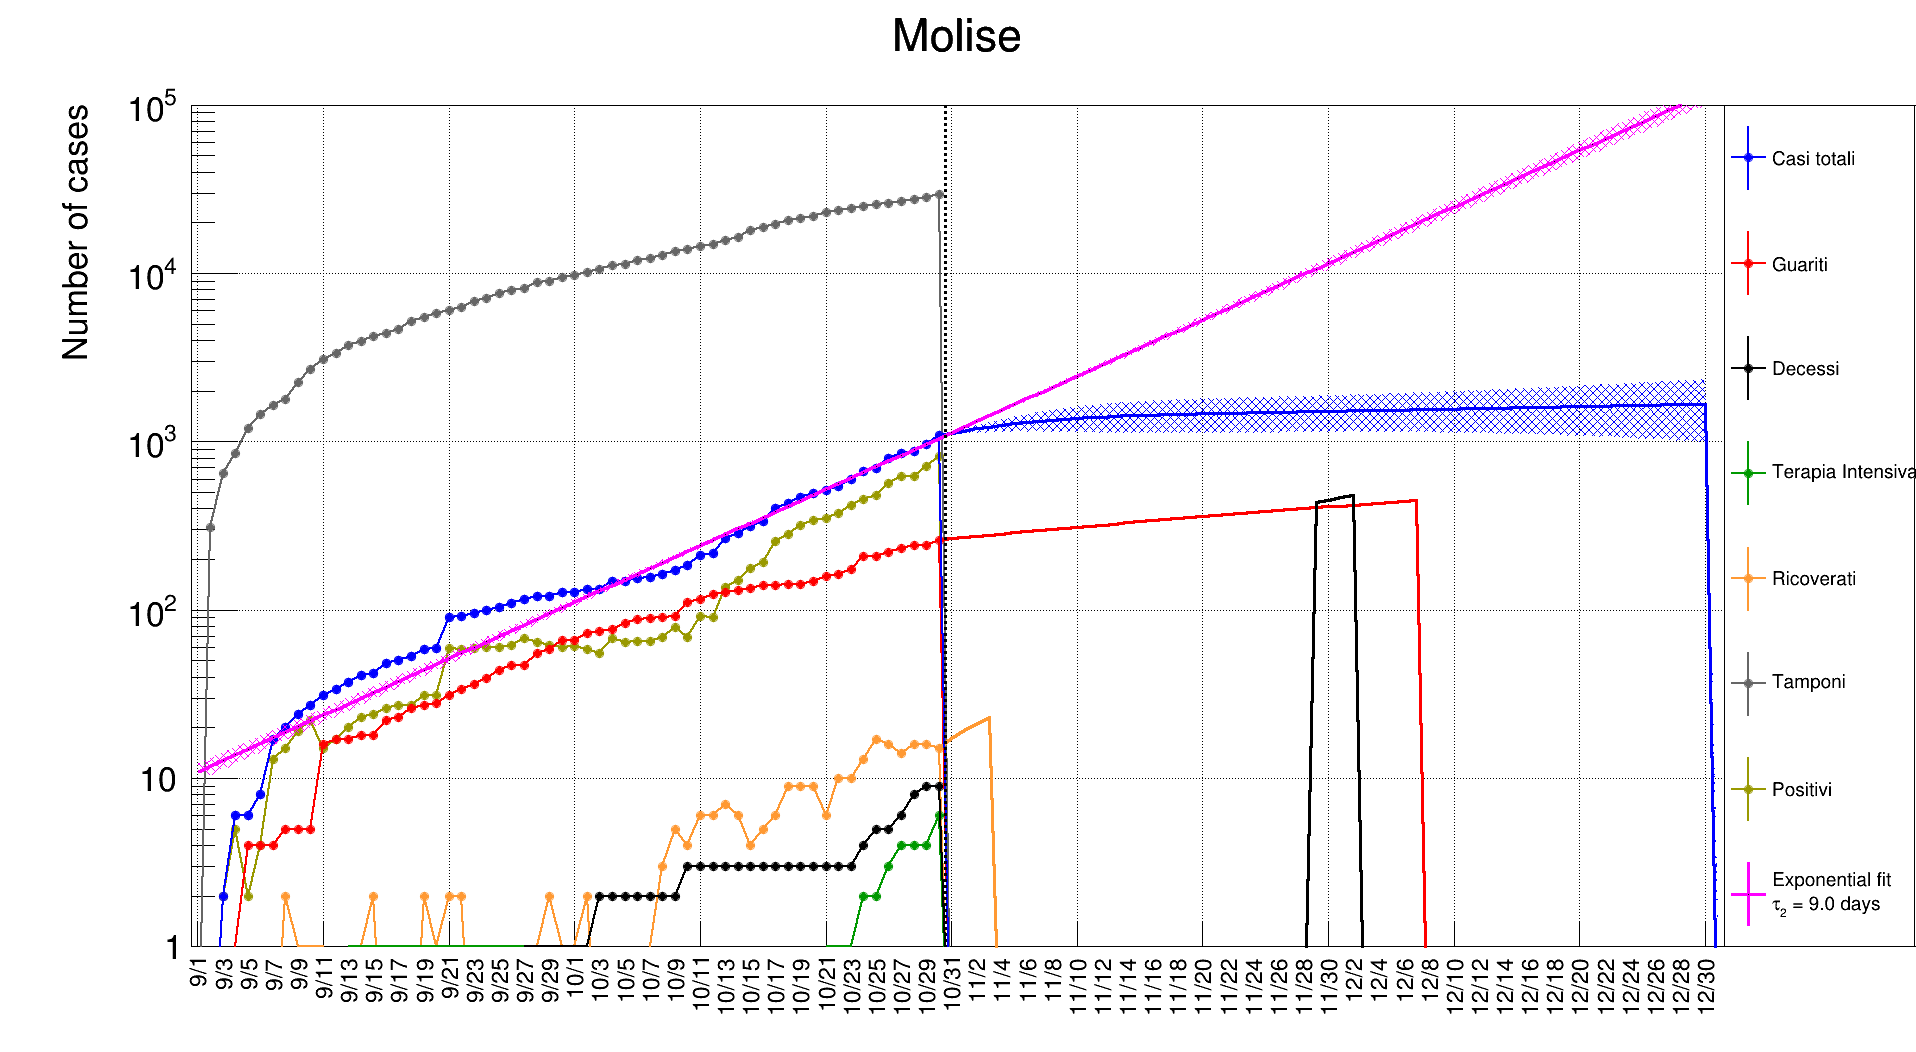 Molise
Number of cases
10^5
10^4
10^3
10^2
10
1
9/1 9/3 9/5 9/7 9/9 9/11 9/13 9/15 9/17 9/19 9/21 9/23 9/25 9/27 9/29 10/1 10/3 10/5 10/7 10/9 10/11 10/13 10/15 10/17 10/19 10/21 10/23 10/25 10/27 10/29 10/31 11/2 11/4 11/6 11/8 11/10 11/12 11/14 11/16 11/18 11/20 11/22 11/24 11/26 11/28 11/30 12/2 12/4 12/6 12/8 12/10 12/12 12/14 12/16 12/18 12/20 12/22 12/24 12/26 12/28 12/30
Casi totali
Guariti
Decessi
Terapia Intensiva
Ricoverati
Tamponi
Positivi
Exponential fit
τ₂ = 9.0 days